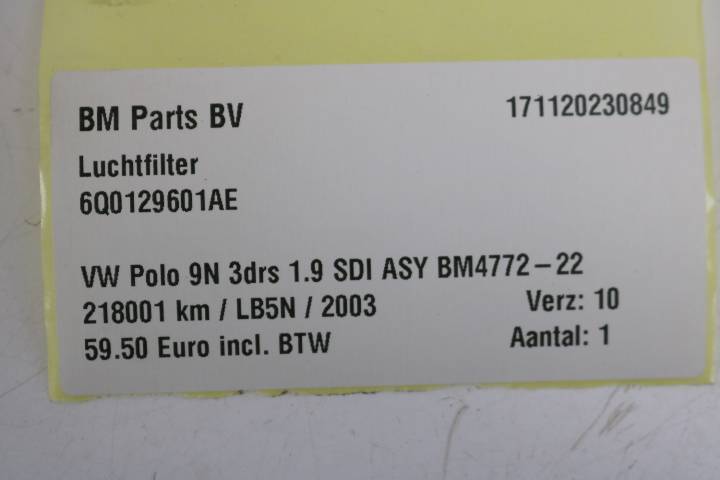 BM Parts BV 171120230849
Luchtfilter
6Q0129601AE
VW Polo 9N 3drs 1.9 SDI ASY BM4772-22
218001 km / LB5N / 2003 Verz: 10
59.50 Euro incl. BTW Aantal: 1